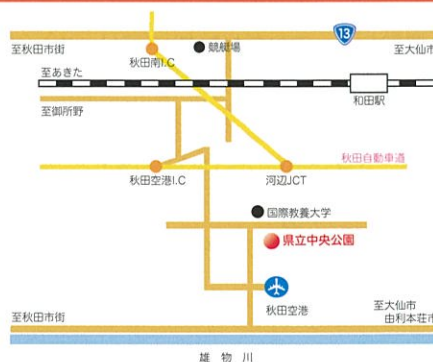 13
至秋田市街
競艇場
至大仙市
秋田南I.C
至あきた
和田駅
至御所野
秋田自動車道
秋田空港I.C
河辺JCT
国際教養大学
県立中央公園
秋田空港
至秋田市街
至大仙市
由利本荘市
雄物川